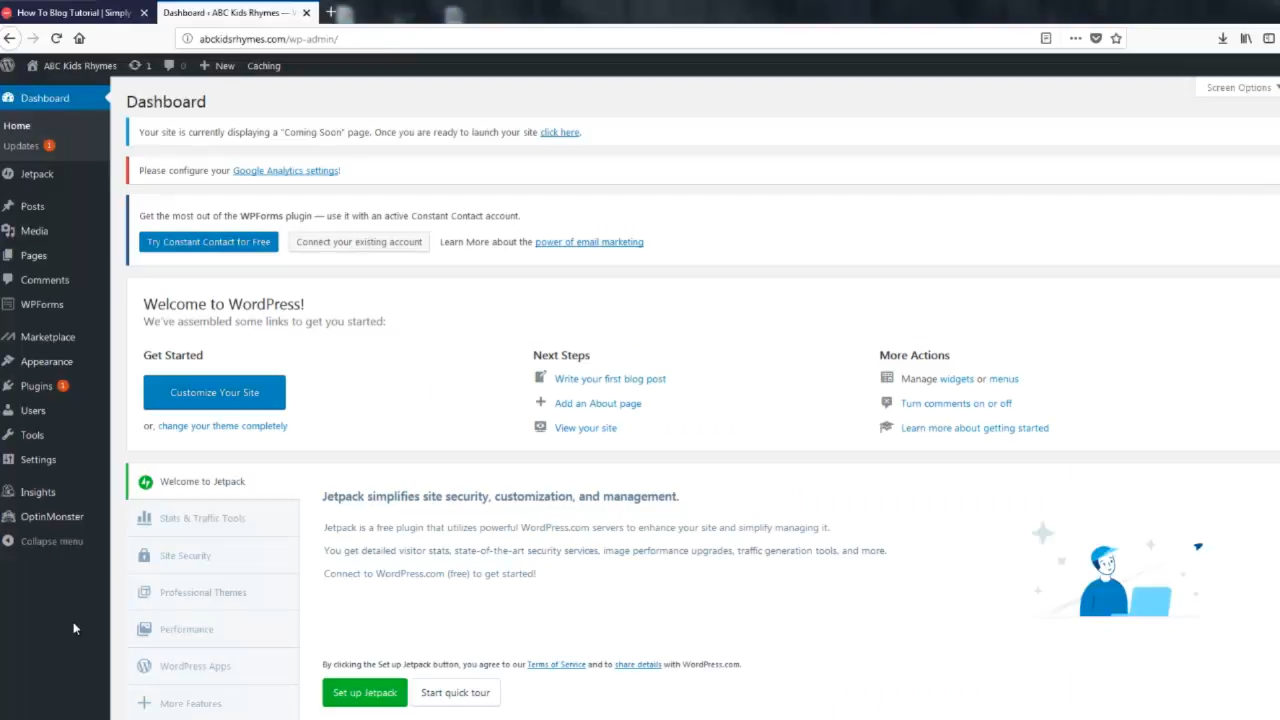 How To Blog Tutorial | Simply
Dashboard ‹ ABC Kids Rhymes —
abckidsrhymes.com/wp-admin/
ABC Kids Rhymes
1
0
New
Caching
Dashboard
Home
Updates 1
Jetpack
Posts
Media
Pages
Comments
WPForms
Marketplace
Appearance
Plugins 1
Users
Tools
Settings
Insights
OptinMonster
Collapse menu
Screen Options
Dashboard
Your site is currently displaying a "Coming Soon" page. Once you are ready to launch your site click here.
Please configure your Google Analytics settings!
Get the most out of the WPForms plugin — use it with an active Constant Contact account.
Try Constant Contact for Free
Connect your existing account
Learn More about the power of email marketing
Welcome to WordPress!
We've assembled some links to get you started:
Get Started
Customize Your Site
or, change your theme completely
Next Steps
Write your first blog post
Add an About page
View your site
More Actions
Manage widgets or menus
Turn comments on or off
Learn more about getting started
Welcome to Jetpack
Stats & Traffic Tools
Site Security
Professional Themes
Performance
WordPress Apps
More Features
Jetpack simplifies site security, customization, and management.
Jetpack is a free plugin that utilizes powerful WordPress.com servers to enhance your site and simplify managing it.
You get detailed visitor stats, state-of-the-art security services, image performance upgrades, traffic generation tools, and more.
Connect to WordPress.com (free) to get started!
By clicking the Set up Jetpack button, you agree to our Terms of Service and to share details with WordPress.com.
Set up Jetpack
Start quick tour